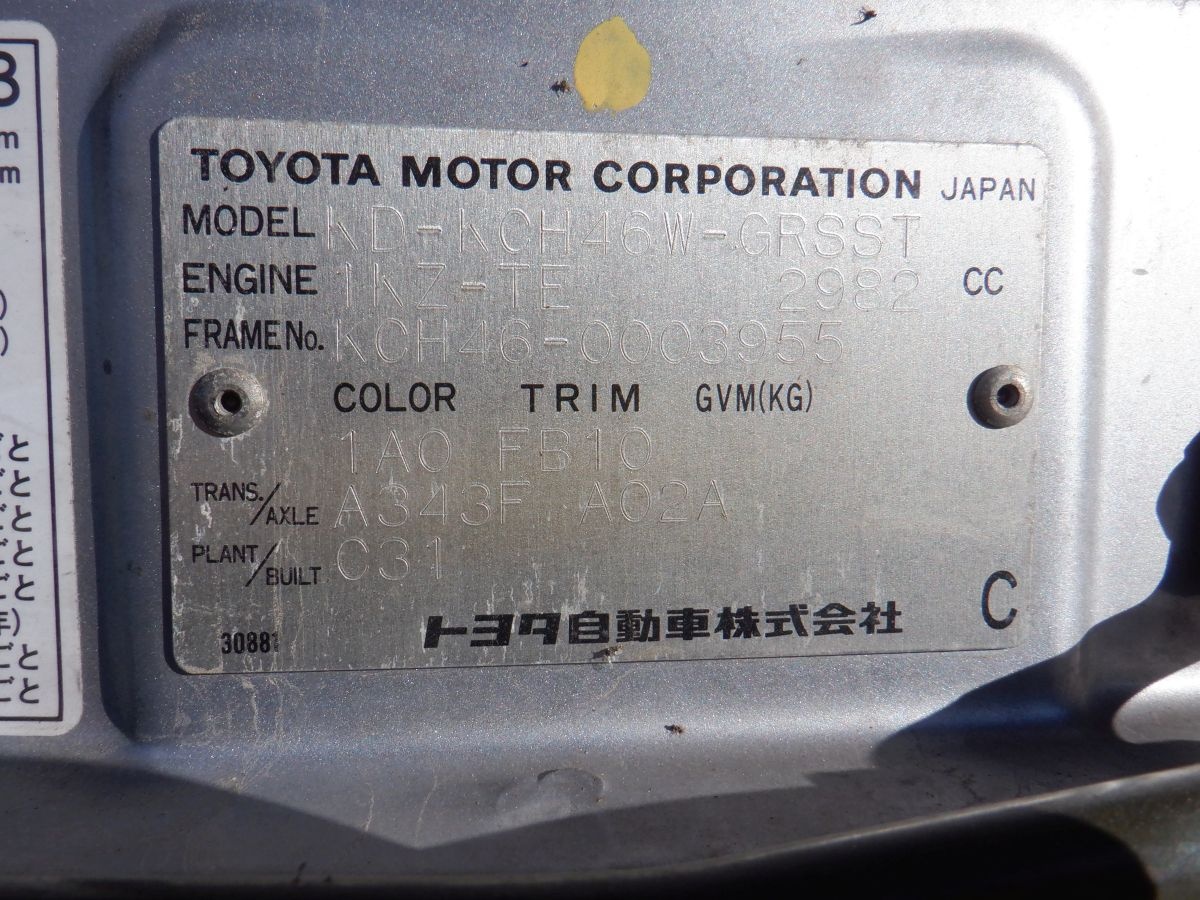 TOYOTA MOTOR CORPORATION JAPAN
MODEL KD-KCH46W-GRSST
ENGINE 1KZ-TE 2982 CC
FRAME No. KCH46-0003955
COLOR TRIM GVM(KG)
1A0 FB10
TRANS./AXLE A343F A02A
PLANT/BUILT C31
トヨタ自動車株式会社 C
3088